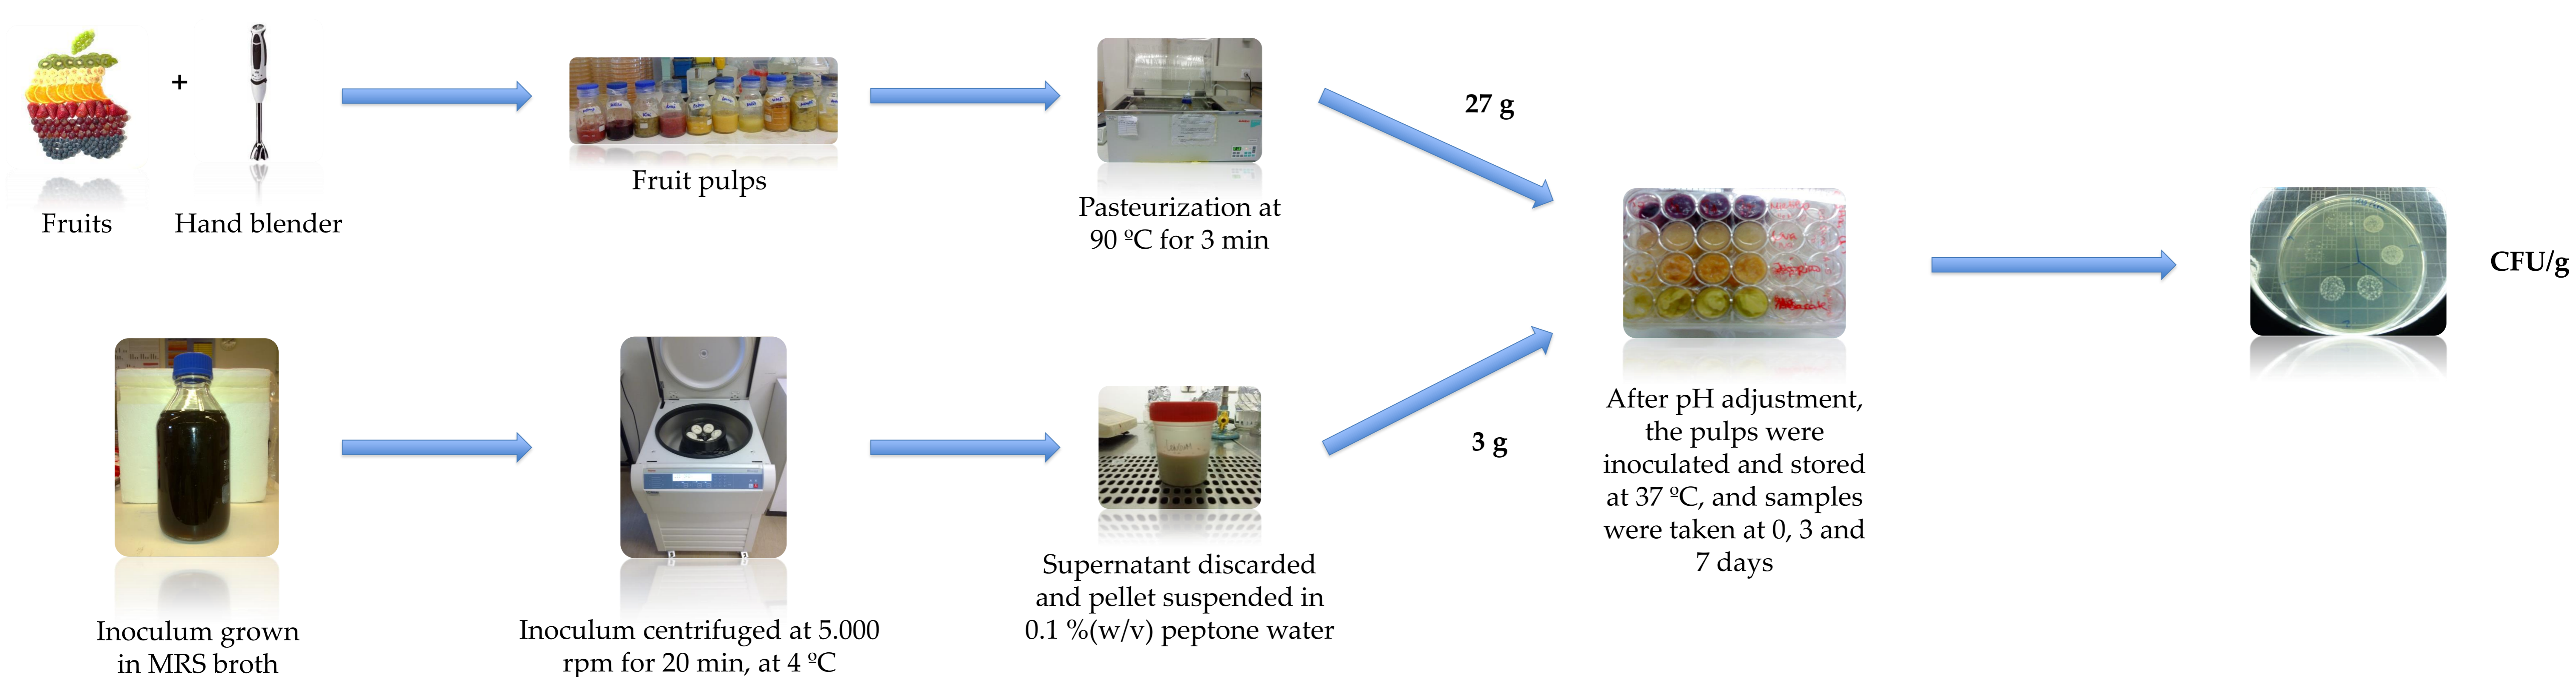 +
27 g
Fruit pulps
Fruits
Hand blender
Pasteurization at
90 ºC for 3 min
CFU/g
3 g
After pH adjustment,
the pulps were
inoculated and stored
at 37 ºC, and samples
were taken at 0, 3 and
7 days
Inoculum grown
in MRS broth
Inoculum centrifuged at 5.000
rpm for 20 min, at 4 ºC
Supernatant discarded
and pellet suspended in
0.1 %(w/v) peptone water